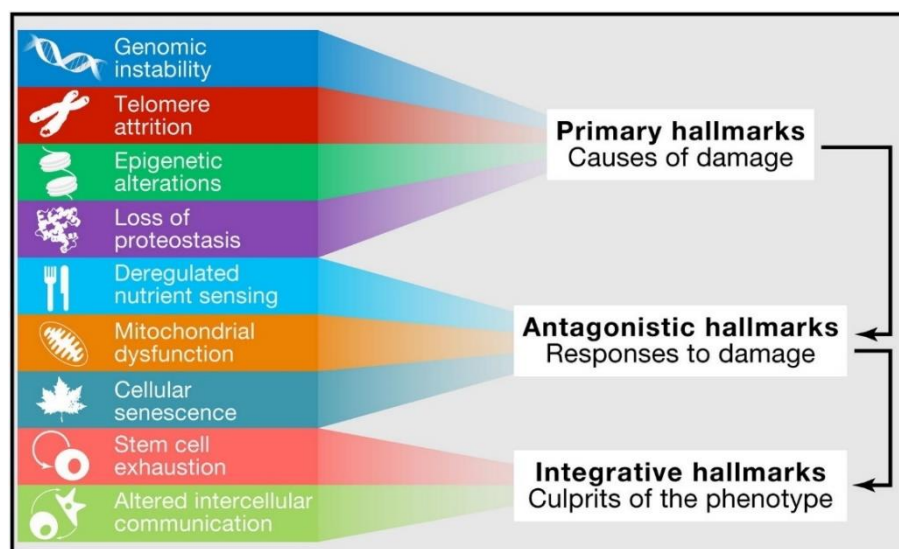 Genomic
instability
Telomere
attrition
Epigenetic
alterations
Loss of
proteostasis
Deregulated
nutrient sensing
Mitochondrial
dysfunction
Cellular
senescence
Stem cell
exhaustion
Altered intercellular
communication
Primary hallmarks
Causes of damage
Antagonistic hallmarks
Responses to damage
Integrative hallmarks
Culprits of the phenotype